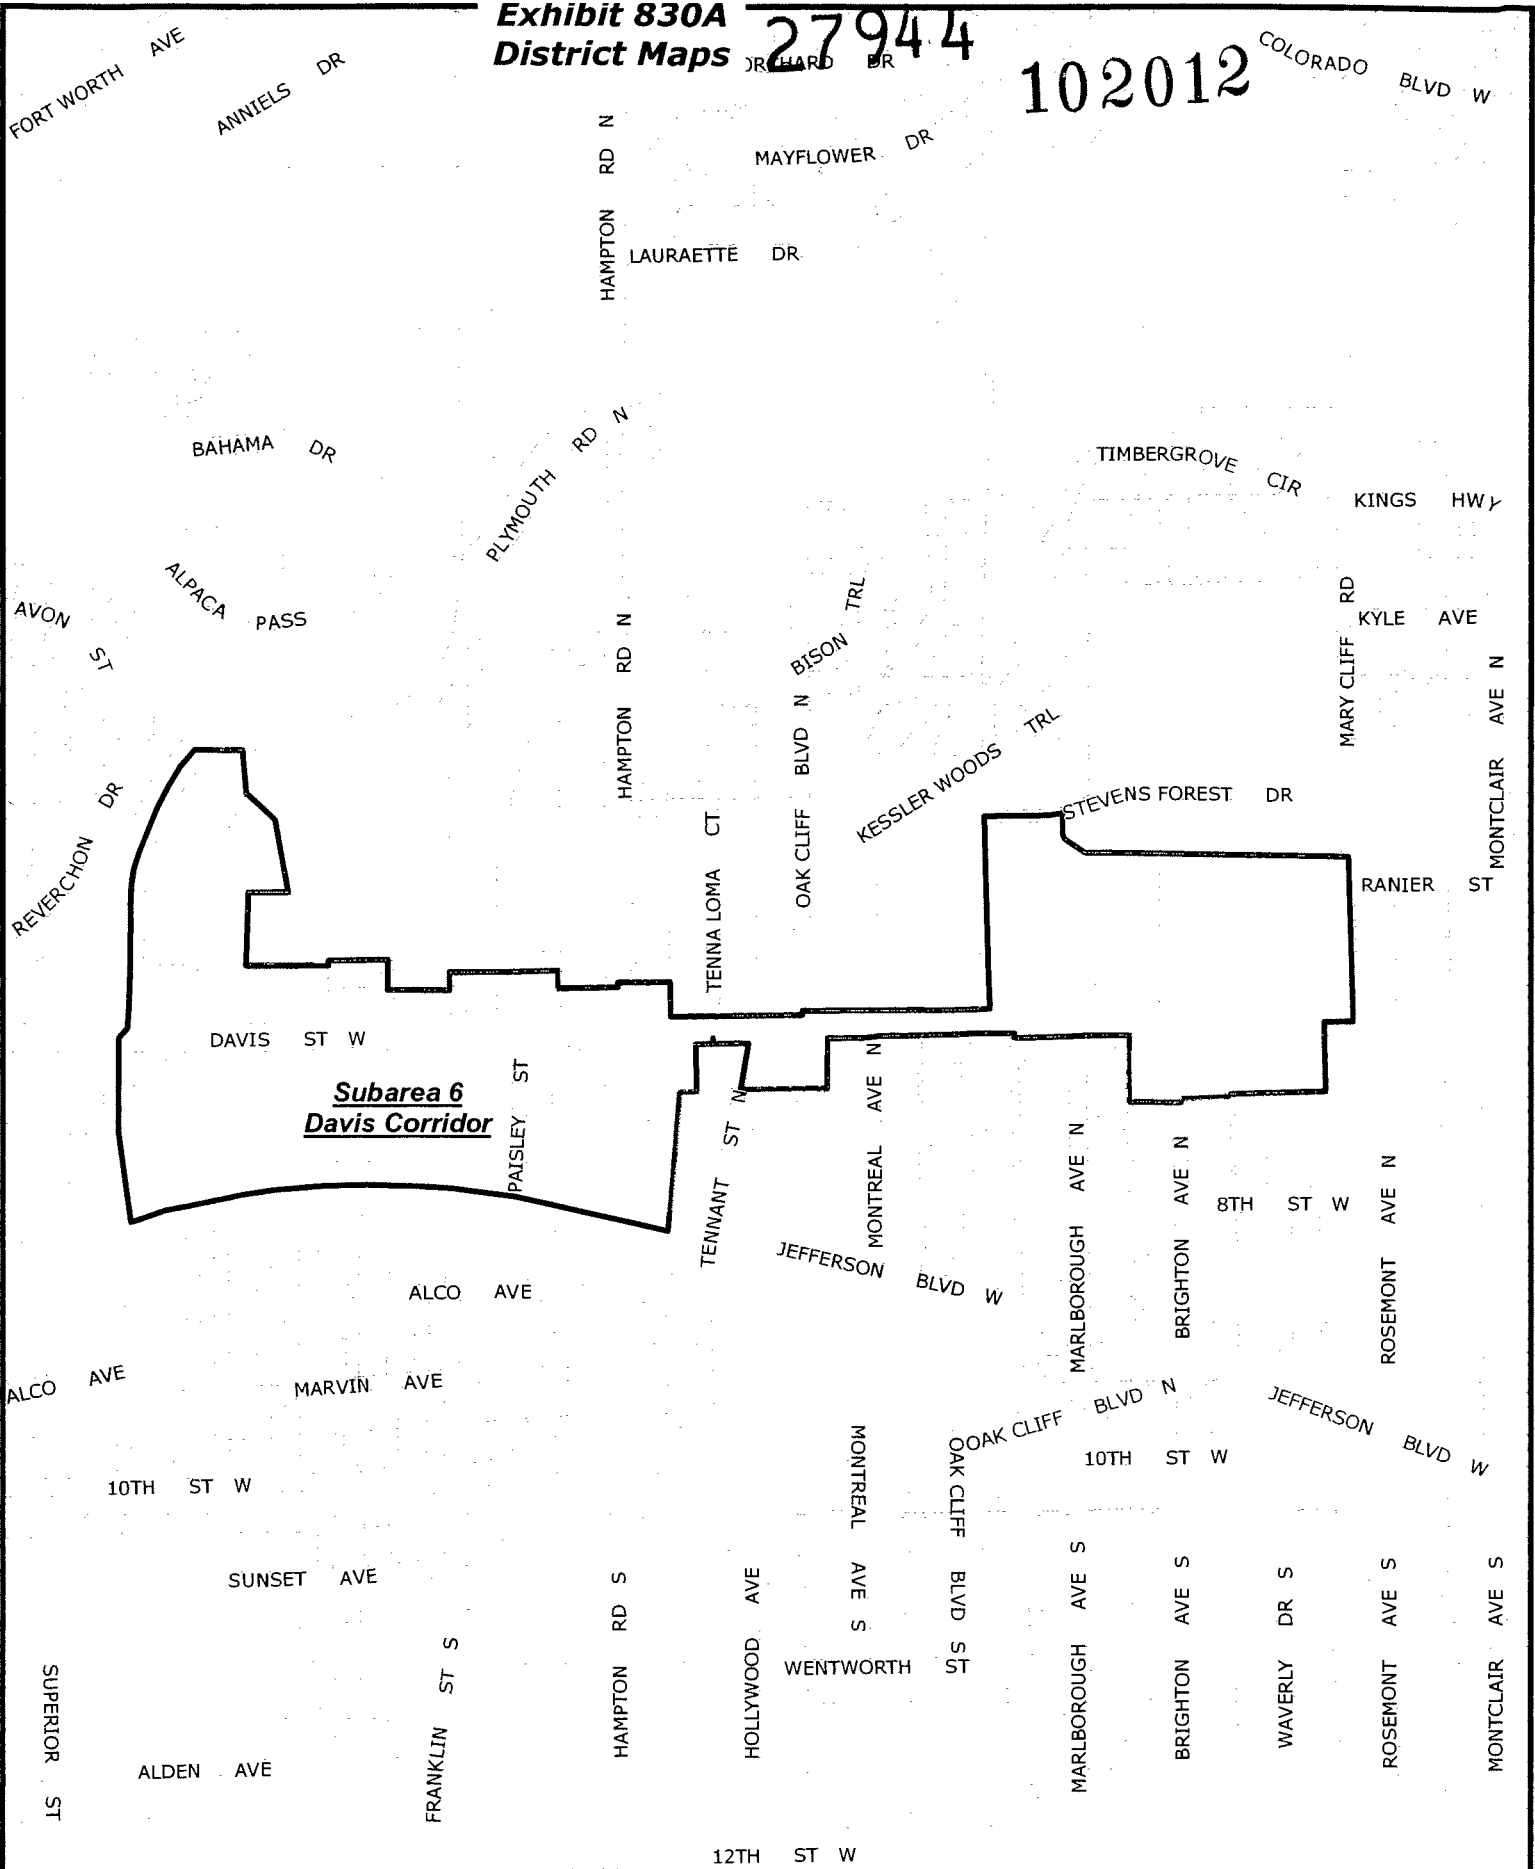 Exhibit 830A
District Maps
27944
102012
FORT WORTH AVE
ANNIELS DR
ORCHARD DR
COLORADO BLVD W
HAMPTON RD N
MAYFLOWER DR
LAURAETTE DR
BAHAMA DR
PLYMOUTH RD N
TIMBERGROVE CIR
KINGS HWY
ALPACA PASS
AVON ST
HAMPTON RD N
BISON TRL
MARY CLIFF RD
KYLE AVE
OAK CLIFF BLVD N
KESSLER WOODS TRL
MONTCLAIR AVE N
REVERCHON DR
TENNA LOMA CT
STEVENS FOREST DR
RANIER ST
DAVIS ST W
Subarea 6
Davis Corridor
PAISLEY ST
TENNANT ST N
MONTREAL AVE N
MARLBOROUGH AVE N
BRIGHTON AVE N
8TH ST W
ROSEMONT AVE N
JEFFERSON BLVD W
ALCO AVE
ALCO AVE
MARVIN AVE
OAK CLIFF BLVD N
JEFFERSON BLVD W
10TH ST W
MONTREAL AVE S
OAK CLIFF BLVD S
10TH ST W
SUNSET AVE
HAMPTON RD S
HOLLYWOOD AVE
WENTWORTH ST
MARLBOROUGH AVE S
BRIGHTON AVE S
WAVERLY DR S
ROSEMONT AVE S
MONTCLAIR AVE S
SUPERIOR ST
FRANKLIN ST S
ALDEN AVE
12TH ST W